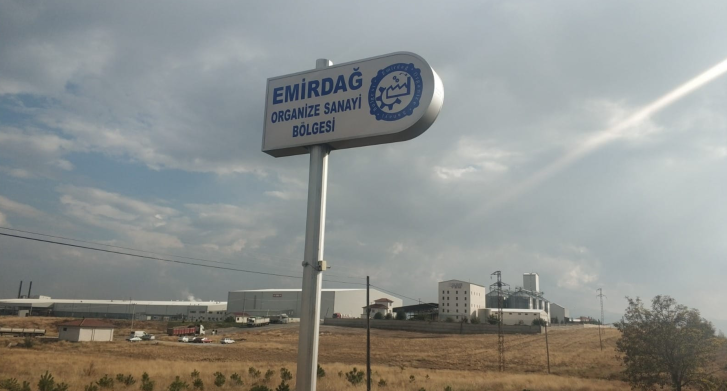 EMİRDAĞ
ORGANİZE SANAYİ
BÖLGESİ